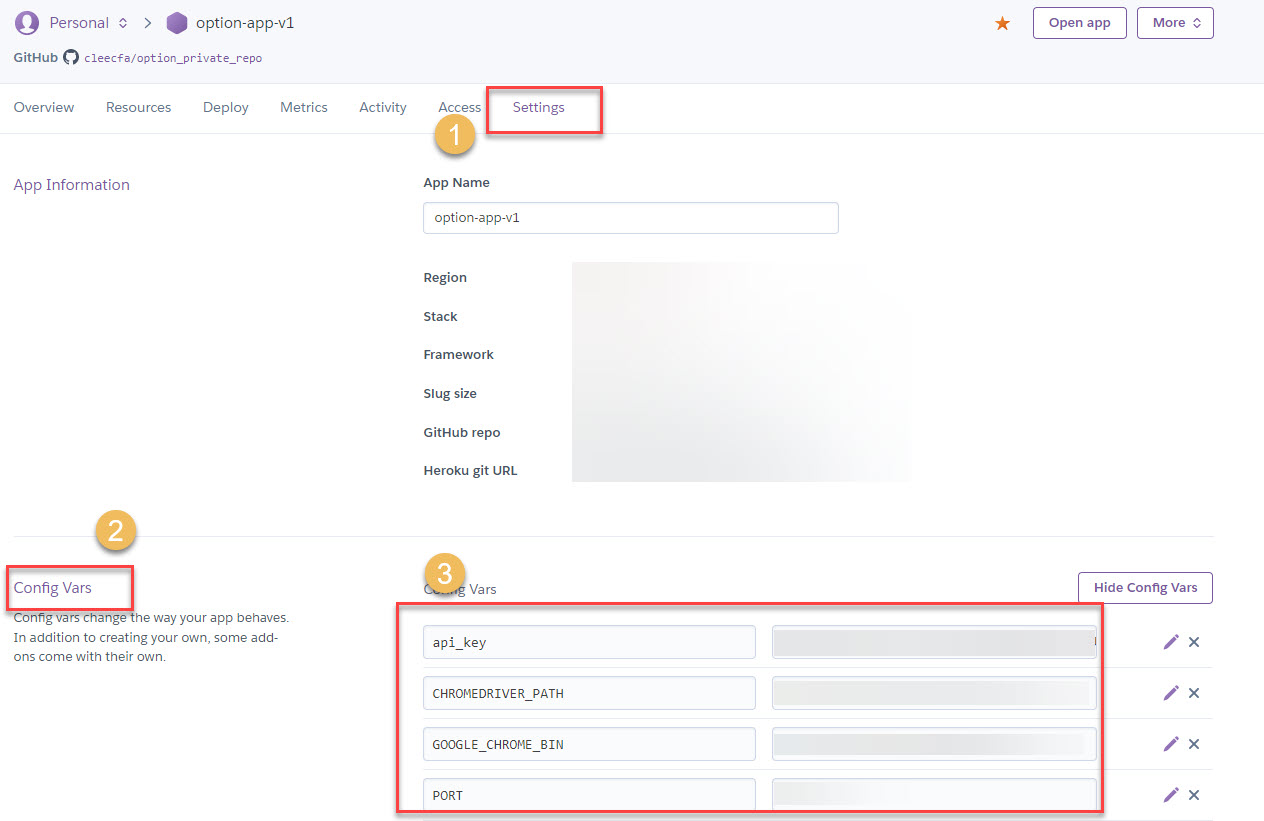 Personal option-app-v1 Open app More
GitHub cleecfa/option_private_repo
Overview Resources Deploy Metrics Activity Access Settings
1
App Information
App Name
option-app-v1
Region
Stack
Framework
Slug size
GitHub repo
Heroku git URL
2
3
Config Vars
Config vars change the way your app behaves.
In addition to creating your own, some add-
ons come with their own.
Config Vars Hide Config Vars
api_key
CHROMEDRIVER_PATH
GOOGLE_CHROME_BIN
PORT